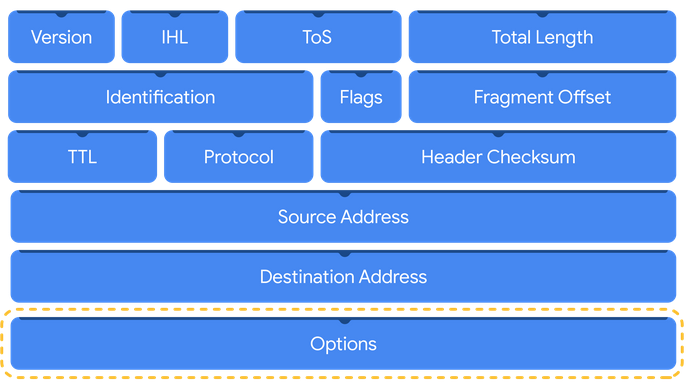 Version IHL ToS Total Length
Identification Flags Fragment Offset
TTL Protocol Header Checksum
Source Address
Destination Address
Options